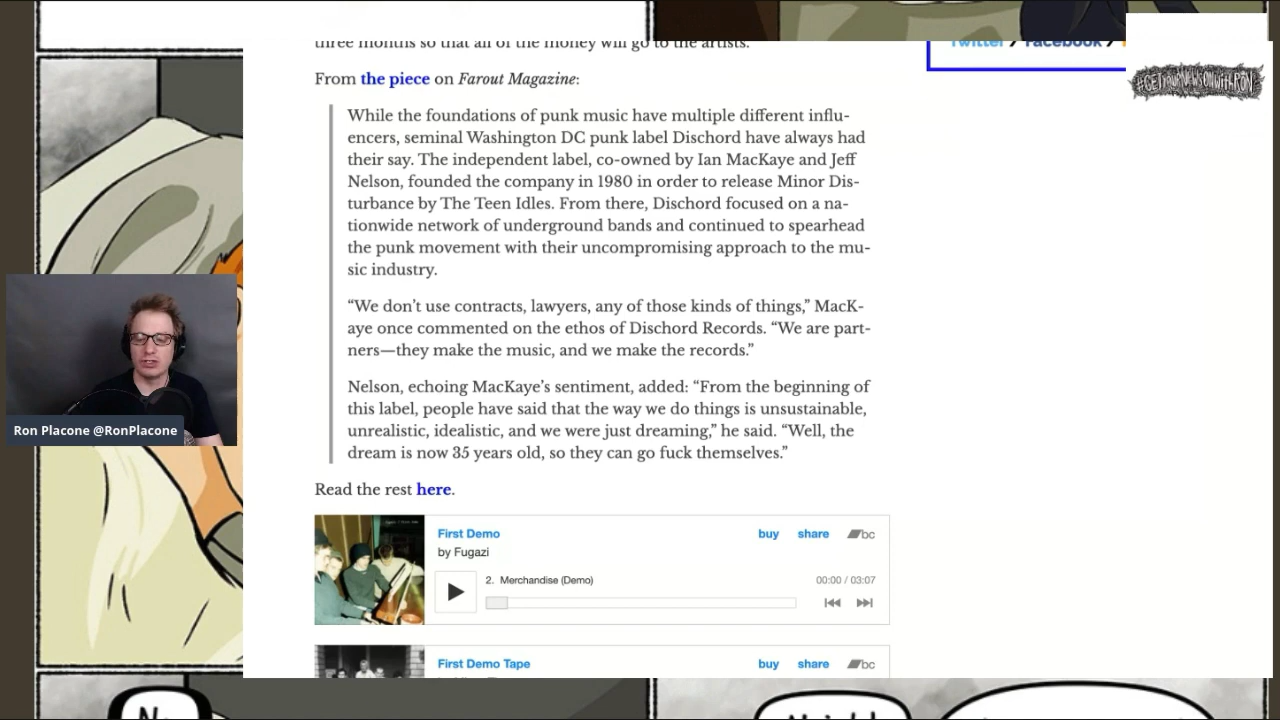 three months so that all of the money will go to the artists.
Twitter / Facebook /
#GETYOURNEWSONWITHRON
From the piece on Farout Magazine:
While the foundations of punk music have multiple different influ-
encers, seminal Washington DC punk label Dischord have always had
their say. The independent label, co-owned by Ian MacKaye and Jeff
Nelson, founded the company in 1980 in order to release Minor Dis-
turbance by The Teen Idles. From there, Dischord focused on a na-
tionwide network of underground bands and continued to spearhead
the punk movement with their uncompromising approach to the mu-
sic industry.
“We don’t use contracts, lawyers, any of those kinds of things,” MacK-
aye once commented on the ethos of Dischord Records. “We are part-
ners—they make the music, and we make the records.”
Nelson, echoing MacKaye’s sentiment, added: “From the beginning of
this label, people have said that the way we do things is unsustainable,
unrealistic, idealistic, and we were just dreaming,” he said. “Well, the
dream is now 35 years old, so they can go fuck themselves.”
Ron Placone @RonPlacone
Read the rest here.
First Demo
buy share bc
by Fugazi
2. Merchandise (Demo)
00:00 / 03:07
First Demo Tape
buy share bc